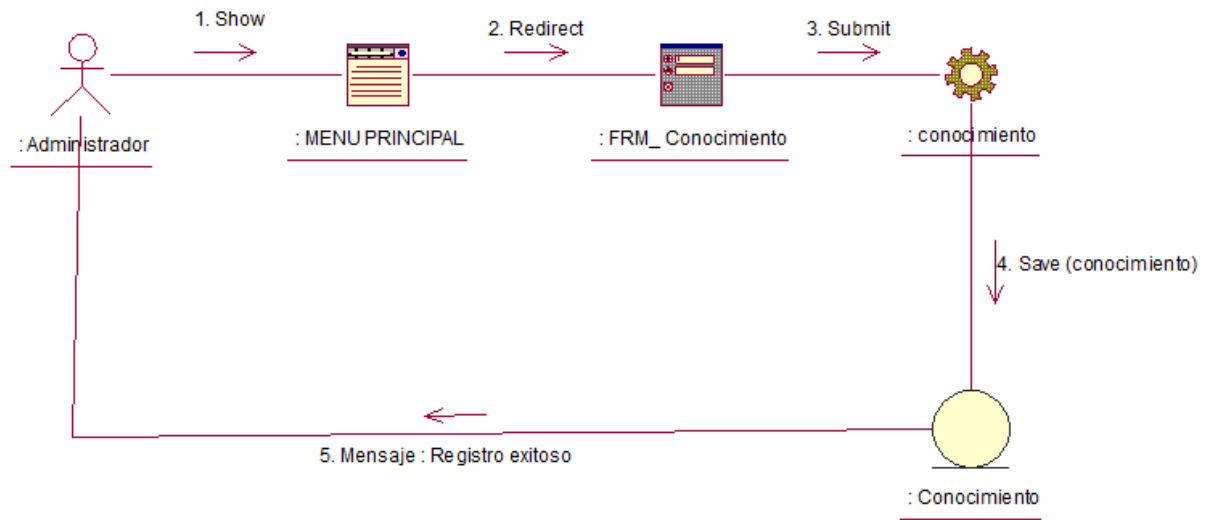 1. Show
2. Redirect
3. Submit
: Administrador
: MENU PRINCIPAL
: FRM_ Conocimiento
: conocimiento
4. Save (conocimiento)
5. Mensaje : Registro exitoso
: Conocimiento